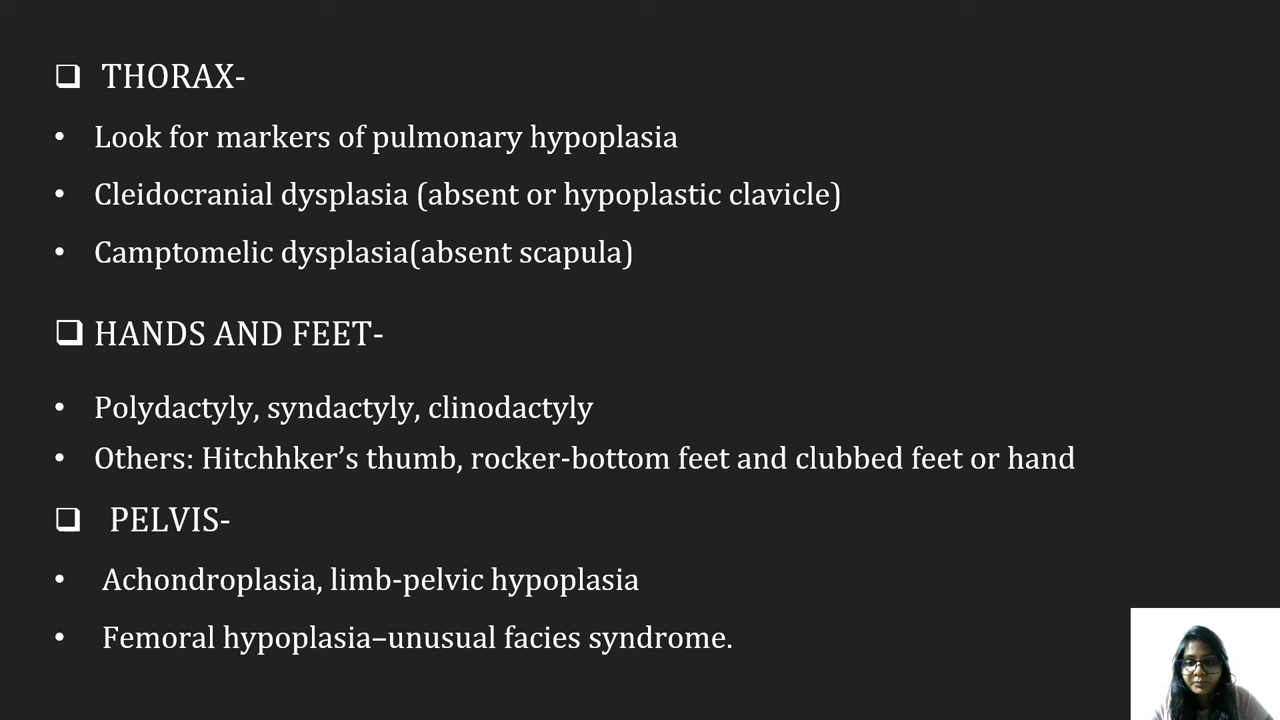 ❑ THORAX-
• Look for markers of pulmonary hypoplasia
• Cleidocranial dysplasia (absent or hypoplastic clavicle)
• Camptomelic dysplasia(absent scapula)
❑ HANDS AND FEET-
• Polydactyly, syndactyly, clinodactyly
• Others: Hitchhker’s thumb, rocker-bottom feet and clubbed feet or hand
❑ PELVIS-
• Achondroplasia, limb-pelvic hypoplasia
• Femoral hypoplasia–unusual facies syndrome.